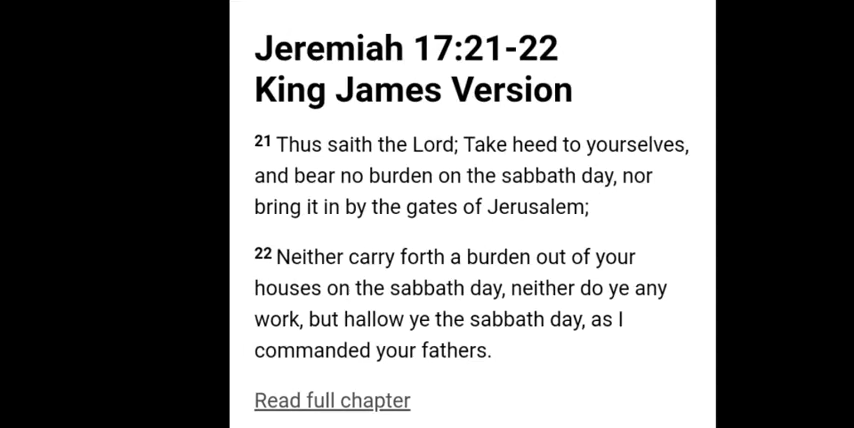 Jeremiah 17:21-22
King James Version
21 Thus saith the Lord; Take heed to yourselves,
and bear no burden on the sabbath day, nor
bring it in by the gates of Jerusalem;
22 Neither carry forth a burden out of your
houses on the sabbath day, neither do ye any
work, but hallow ye the sabbath day, as I
commanded your fathers.
Read full chapter